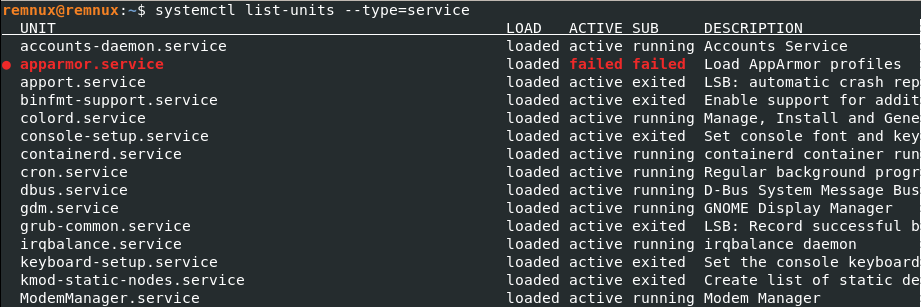 remnux@remnux:~$ systemctl list-units --type=service
UNIT LOAD ACTIVE SUB DESCRIPTION
accounts-daemon.service loaded active running Accounts Service
● apparmor.service loaded failed failed Load AppArmor profiles
apport.service loaded active exited LSB: automatic crash rep
binfmt-support.service loaded active exited Enable support for addit
colord.service loaded active running Manage, Install and Gene
console-setup.service loaded active exited Set console font and key
containerd.service loaded active running containerd container run
cron.service loaded active running Regular background progr
dbus.service loaded active running D-Bus System Message Bus
gdm.service loaded active running GNOME Display Manager
grub-common.service loaded active exited LSB: Record successful b
irqbalance.service loaded active running irqbalance daemon
keyboard-setup.service loaded active exited Set the console keyboard
kmod-static-nodes.service loaded active exited Create list of static de
ModemManager.service loaded active running Modem Manager